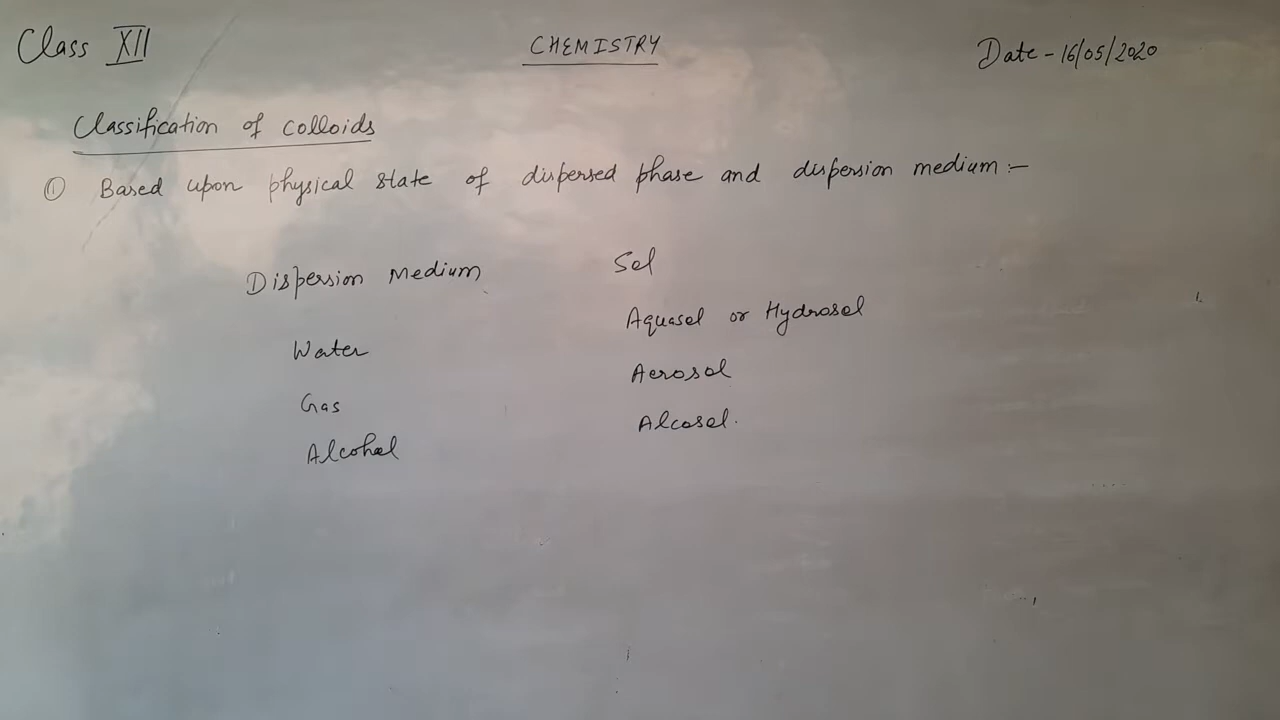 Class XII CHEMISTRY Date - 16/05/2020
Classification of colloids
① Based upon physical state of dispersed phase and dispersion medium :-
Dispersion Medium Sol
Water Aquasol or Hydrosol
Gas Aerosol
Alcohol Alcosol.